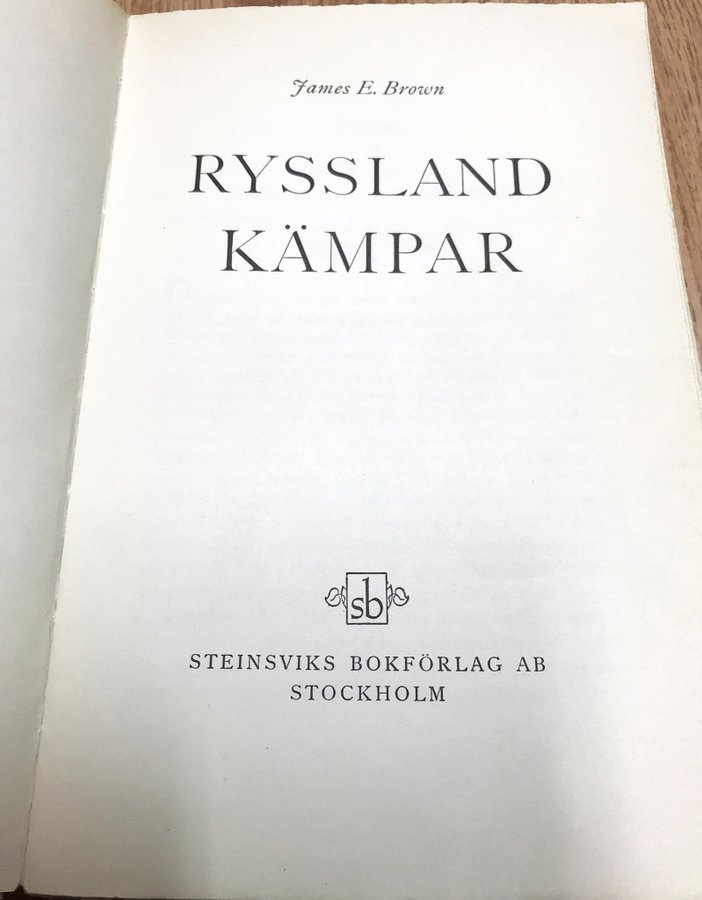 James E. Brown
RYSSLAND
KÄMPAR
sb
STEINSVIKS BOKFÖRLAG AB
STOCKHOLM